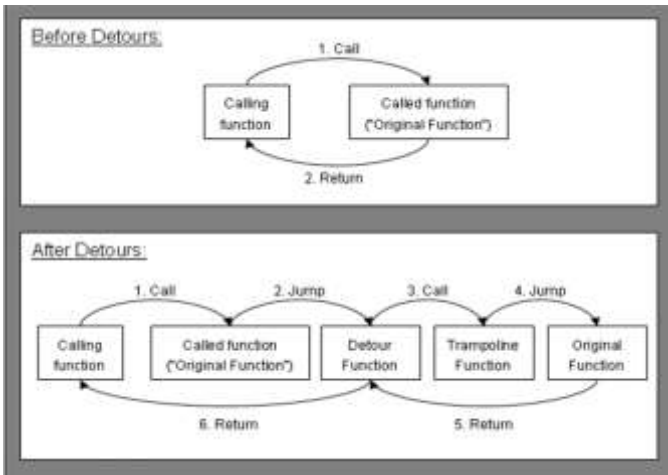 Before Detours:
1. Call
Calling
function
Called function
("Original Function")
2. Return
After Detours:
1. Call
2. Jump
3. Call
4. Jump
Calling
function
Called function
("Original Function")
Detour
Function
Trampoline
Function
Original
Function
6. Return
5. Return